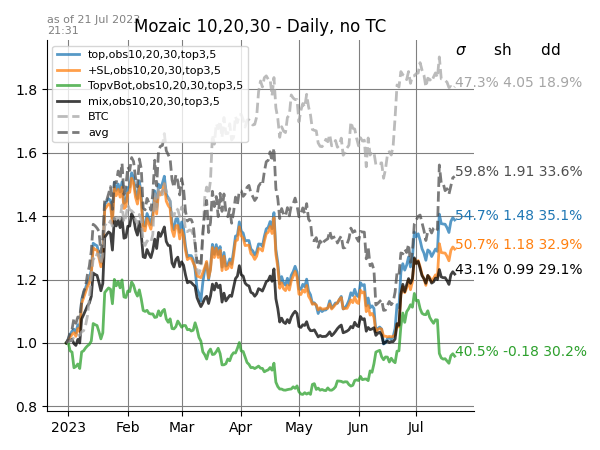 as of 21 Jul 2023
21:31
Mozaic 10,20,30 - Daily, no TC
σ sh dd
top,obs10,20,30,top3,5
+SL,obs10,20,30,top3,5
TopvBot,obs10,20,30,top3,5
mix,obs10,20,30,top3,5
BTC
avg
47.3% 4.05 18.9%
59.8% 1.91 33.6%
54.7% 1.48 35.1%
50.7% 1.18 32.9%
43.1% 0.99 29.1%
40.5% -0.18 30.2%
1.8
1.6
1.4
1.2
1.0
0.8
2023 Feb Mar Apr May Jun Jul